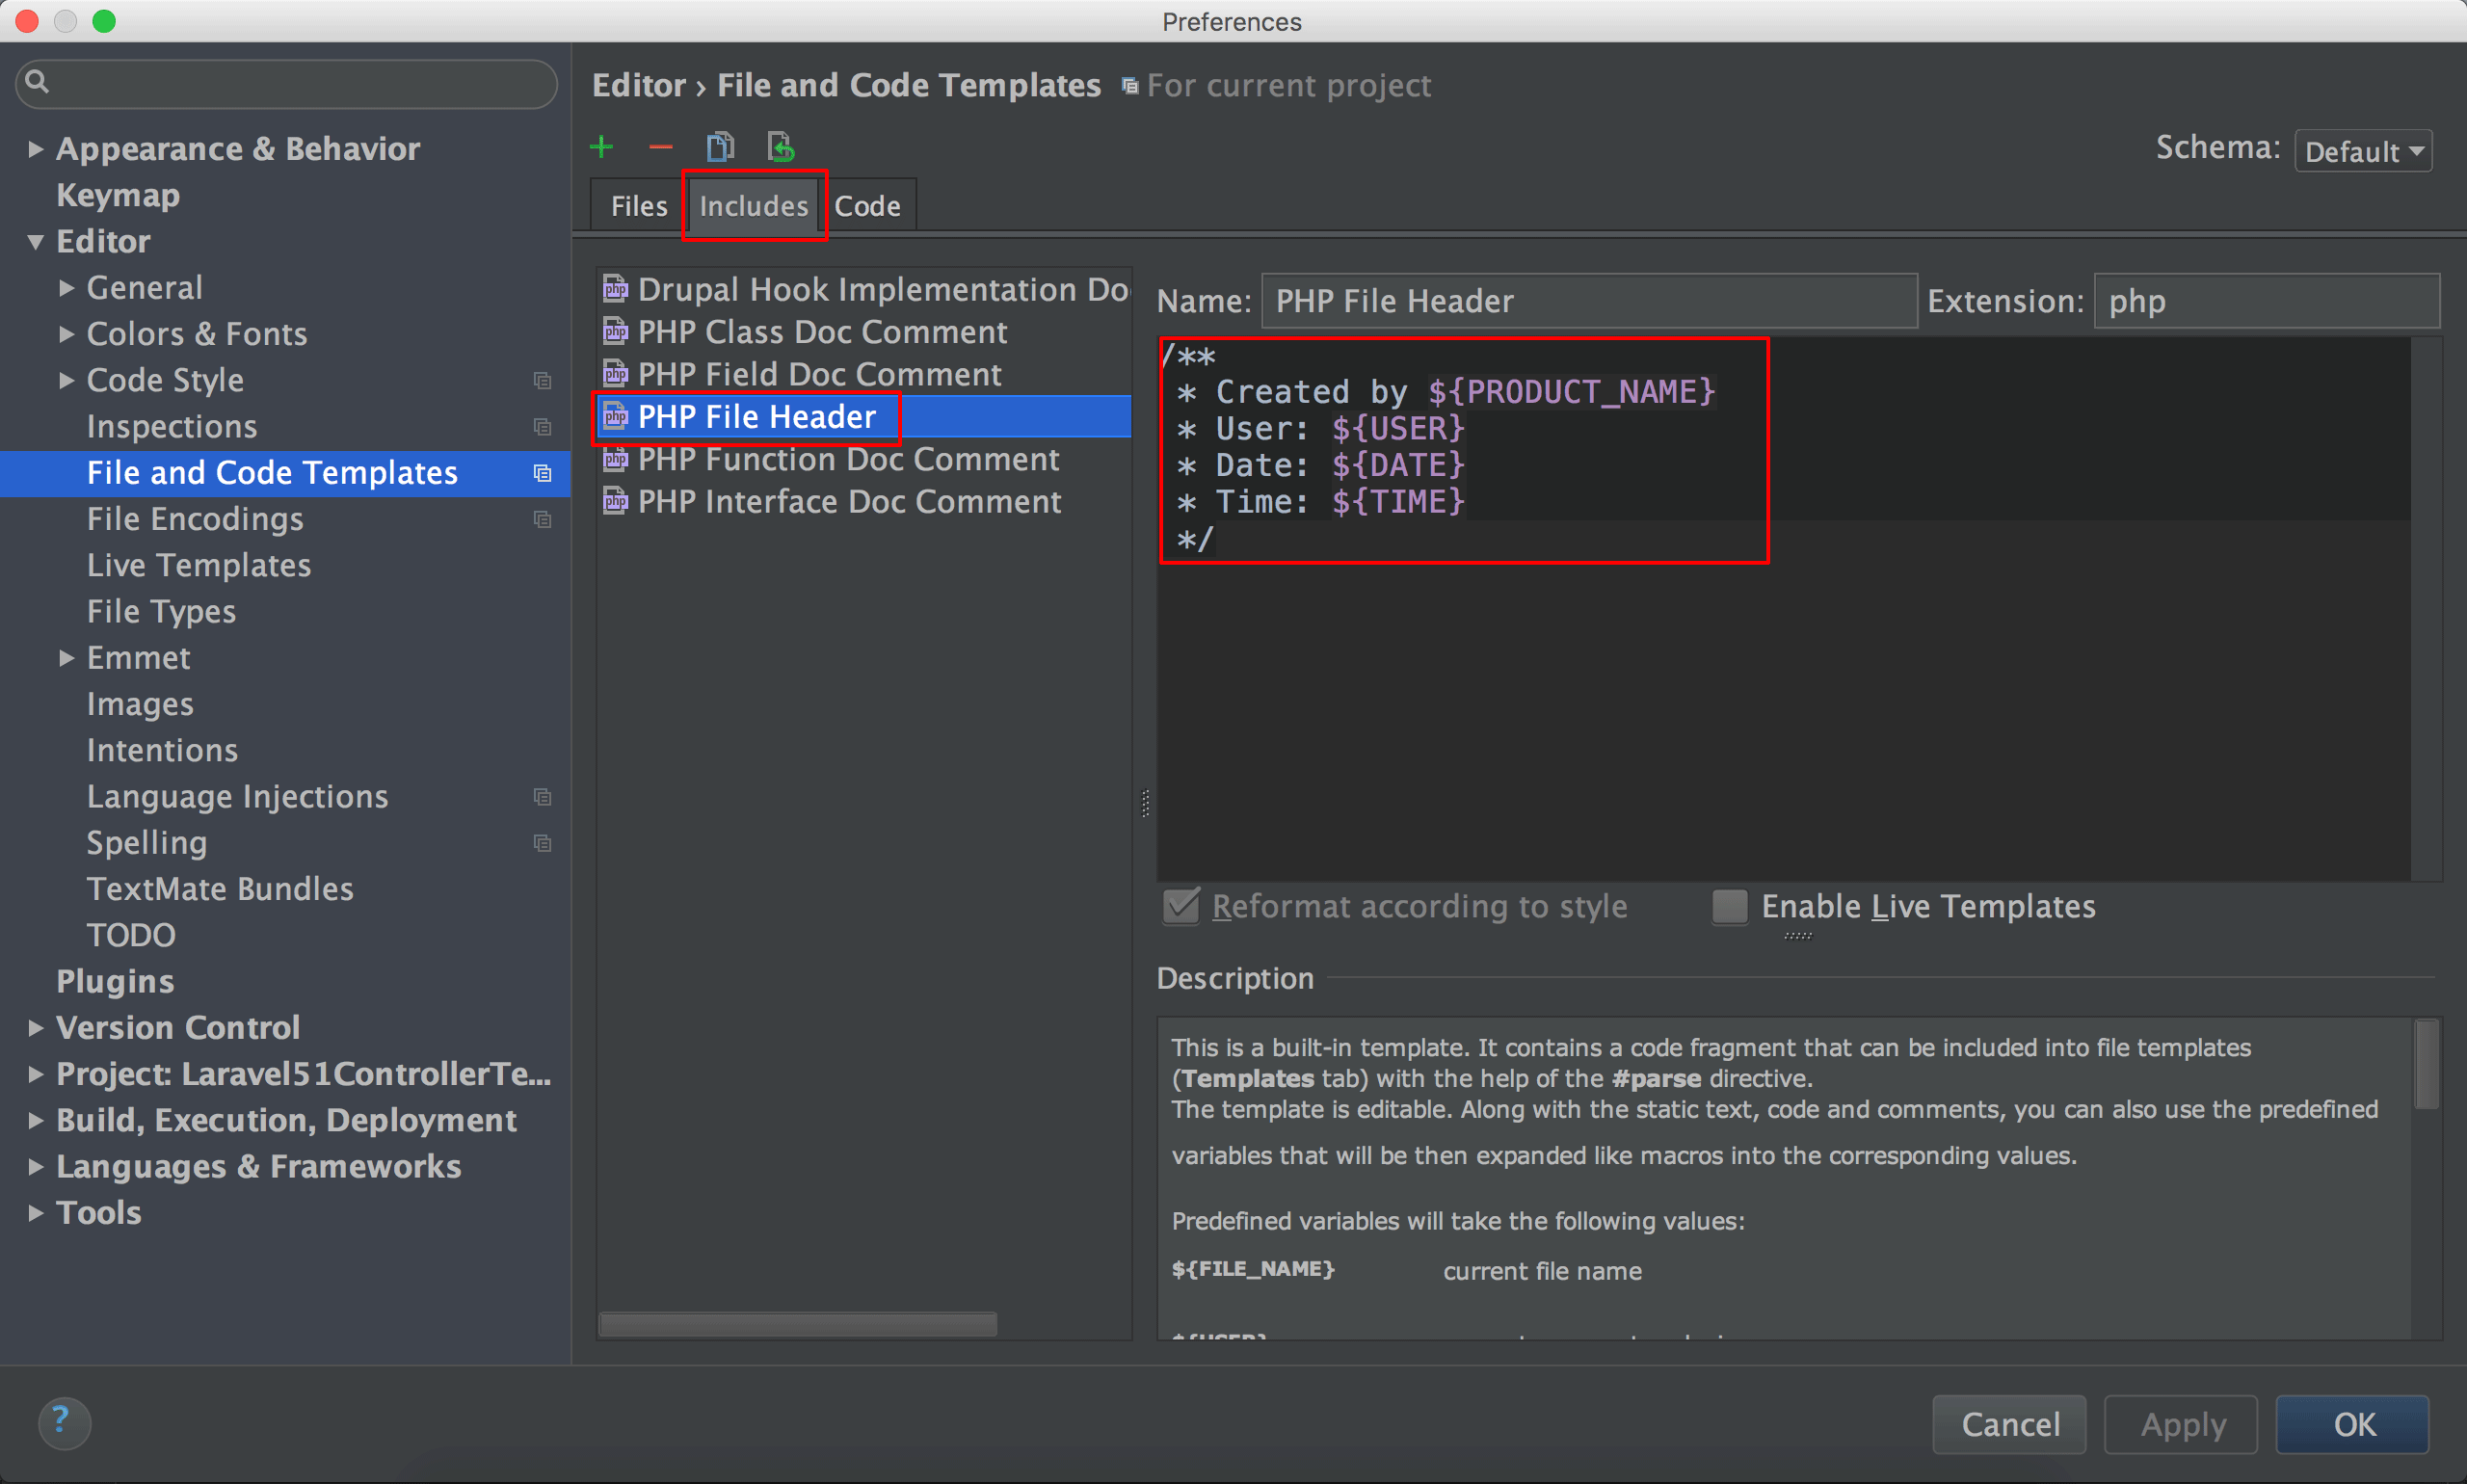 Preferences
Editor › File and Code Templates For current project
Schema: Default
Files Includes Code
Appearance & Behavior
Keymap
Editor
General
Colors & Fonts
Code Style
Inspections
File and Code Templates
File Encodings
Live Templates
File Types
Emmet
Images
Intentions
Language Injections
Spelling
TextMate Bundles
TODO
Plugins
Version Control
Project: Laravel51ControllerTe...
Build, Execution, Deployment
Languages & Frameworks
Tools
Drupal Hook Implementation Do
PHP Class Doc Comment
PHP Field Doc Comment
PHP File Header
PHP Function Doc Comment
PHP Interface Doc Comment
Name: PHP File Header Extension: php
/**
* Created by ${PRODUCT_NAME}
* User: ${USER}
* Date: ${DATE}
* Time: ${TIME}
*/
Reformat according to style Enable Live Templates
Description
This is a built-in template. It contains a code fragment that can be included into file templates
(Templates tab) with the help of the #parse directive.
The template is editable. Along with the static text, code and comments, you can also use the predefined
variables that will be then expanded like macros into the corresponding values.
Predefined variables will take the following values:
${FILE_NAME} current file name
${USER}
? Cancel Apply OK